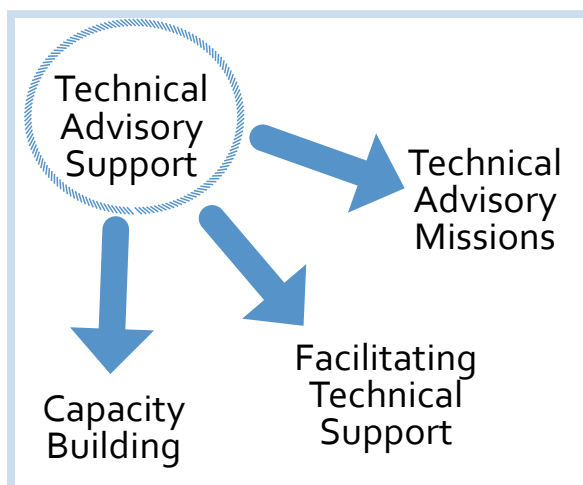 Technical
Advisory
Support
Technical
Advisory
Missions
Facilitating
Technical
Support
Capacity
Building